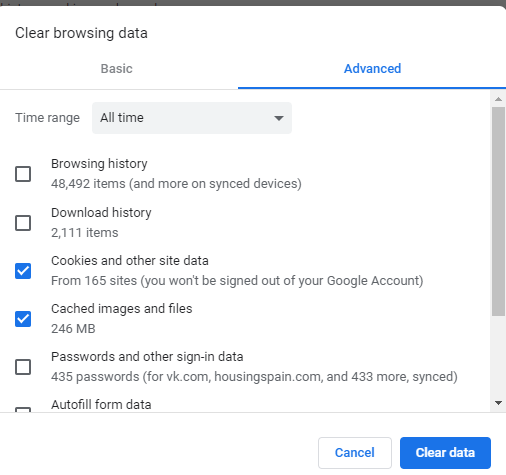 Clear browsing data
Basic
Advanced
Time range
All time
Browsing history
48,492 items (and more on synced devices)
Download history
2,111 items
Cookies and other site data
From 165 sites (you won't be signed out of your Google Account)
Cached images and files
246 MB
Passwords and other sign-in data
435 passwords (for vk.com, housingspain.com, and 433 more, synced)
Autofill form data
Cancel
Clear data